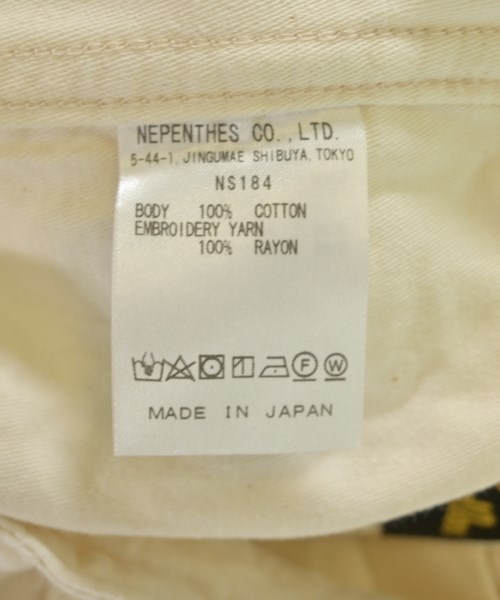 NEPENTHES CO.,LTD.
5-44-1, JINGUMAE SHIBUYA, TOKYO
NS184
BODY 100% COTTON
EMBROIDERY YARN
100% RAYON
F W
MADE IN JAPAN